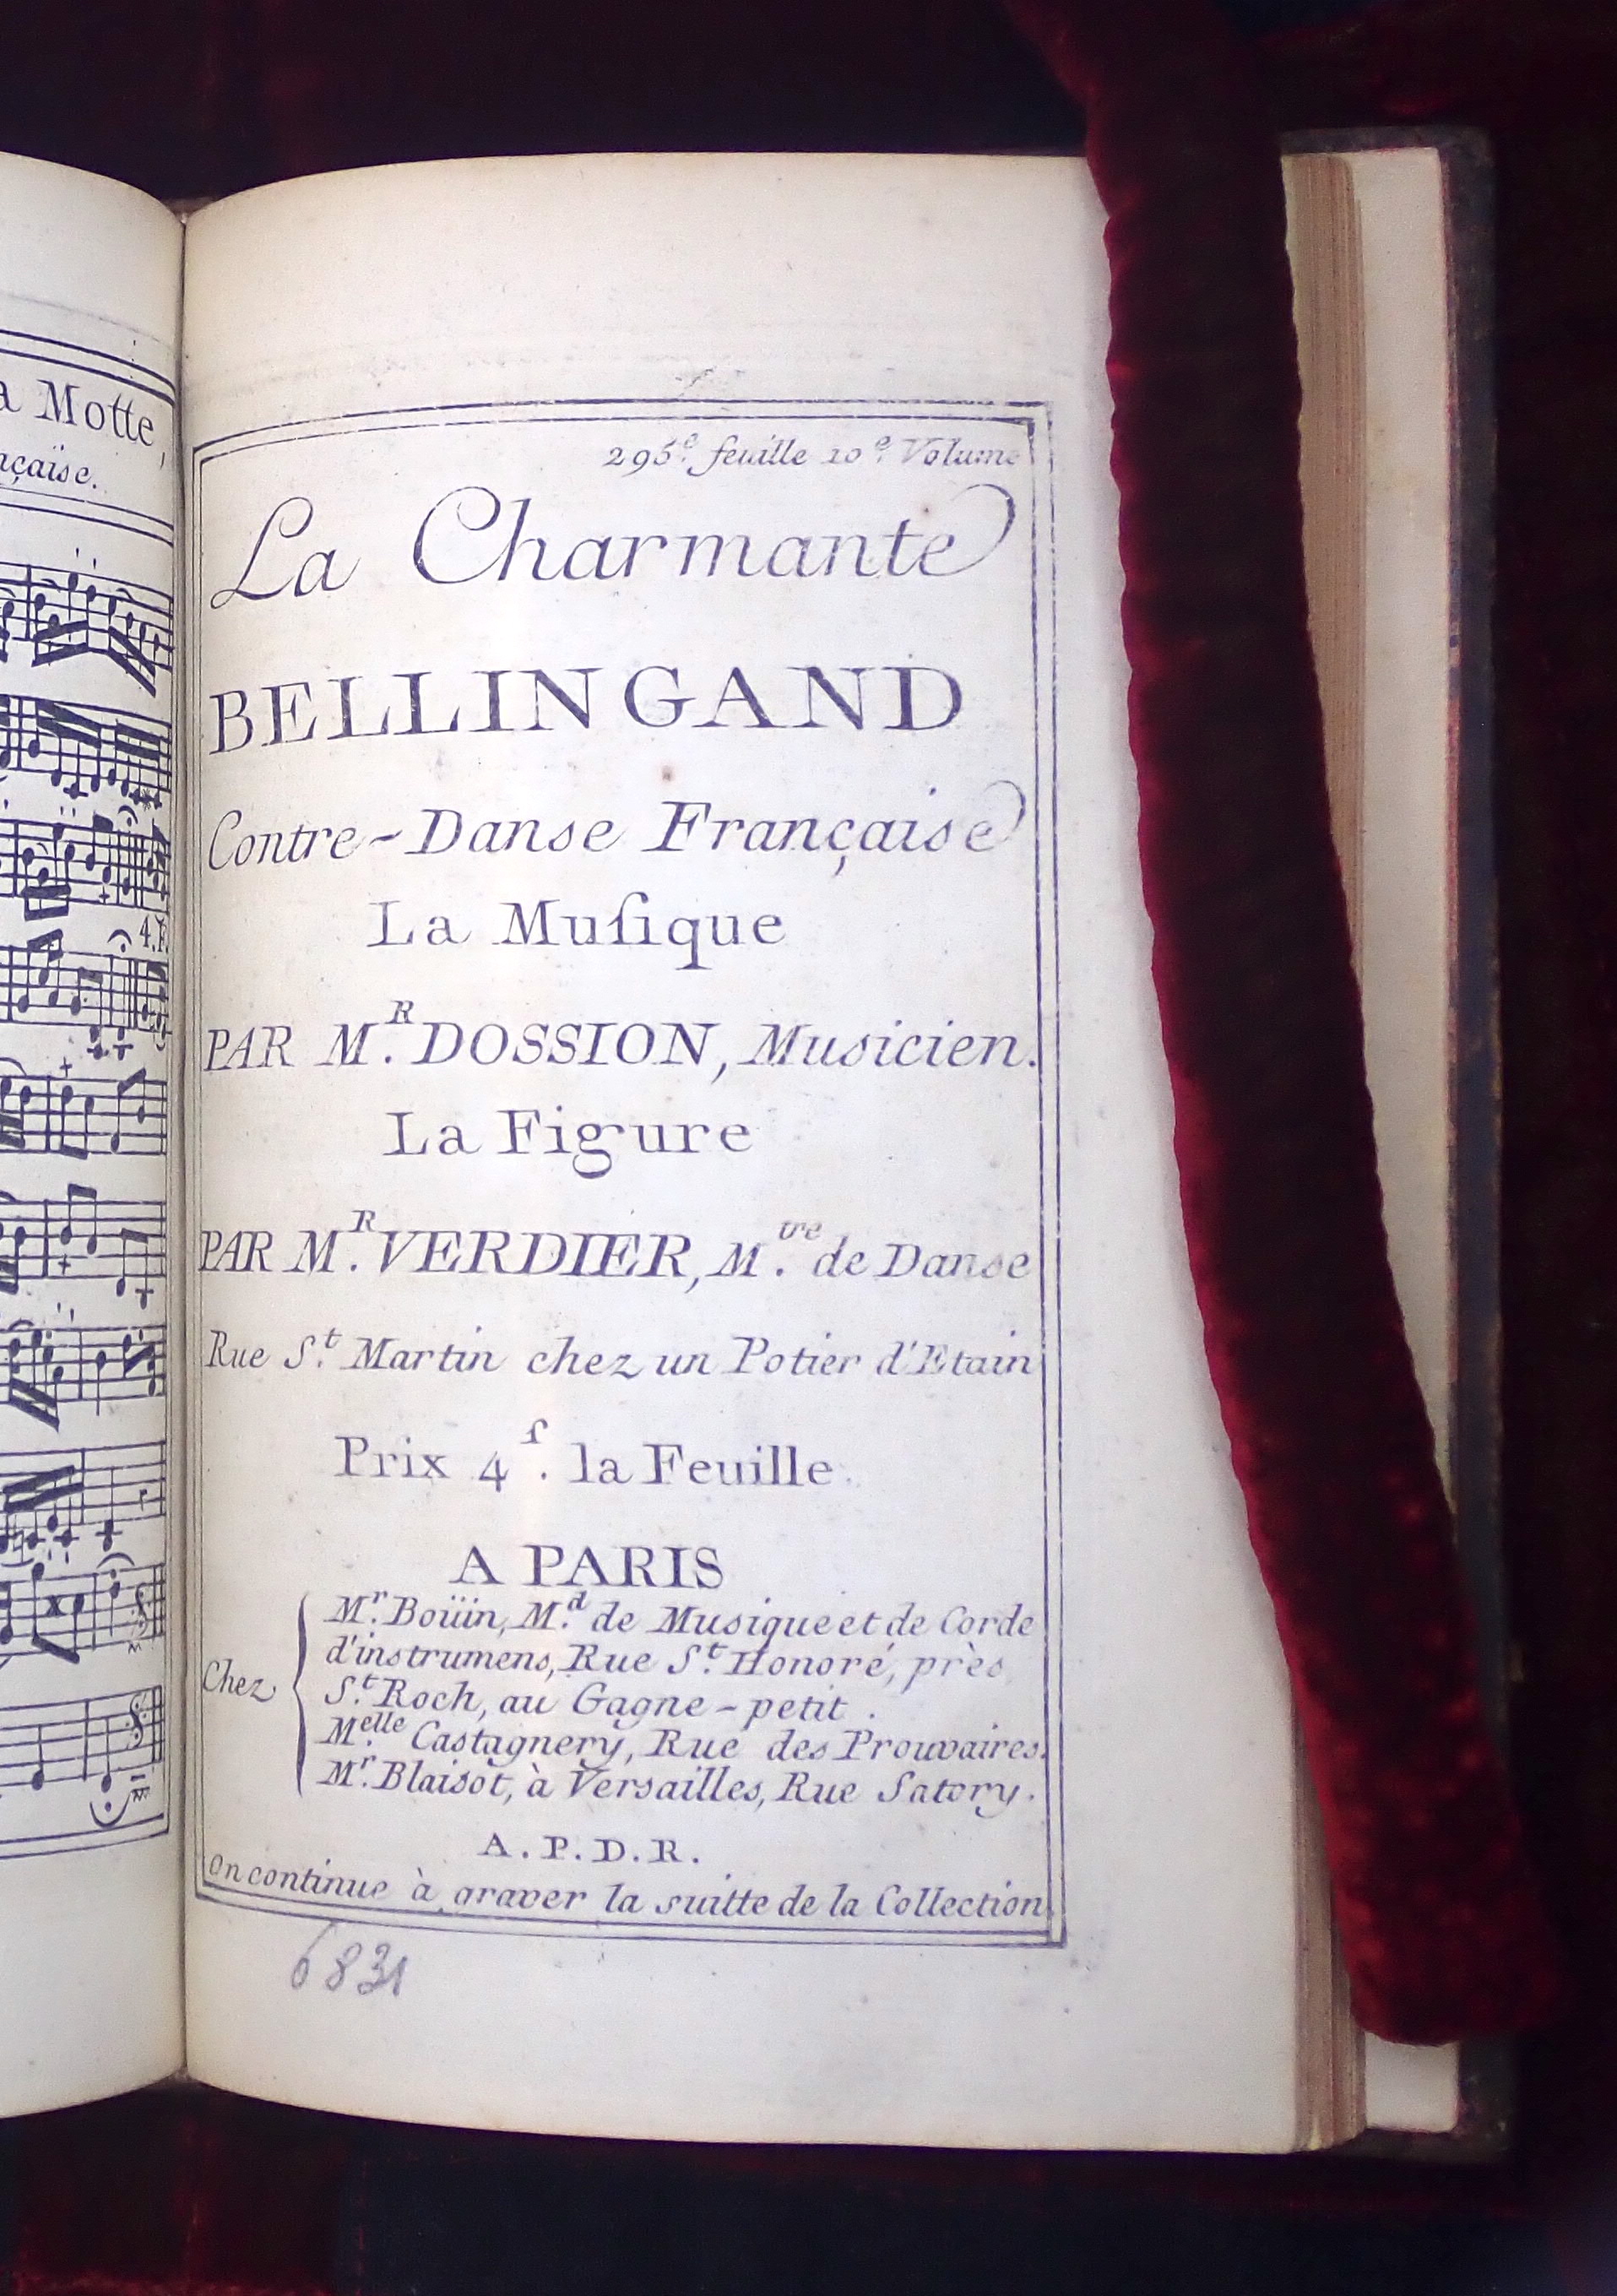 a Motte,
nçaise.
4.F.
295.e feuille 10.e Volume
La Charmante
BELLINGAND
Contre-Danse Française
La Muſique
PAR M.R DOSSION, Musicien.
La Figure
PAR M.R VERDIER, M.tre de Danse
Rue S.t Martin chez un Potier d'Etain
Prix 4 ſ. la Feuille.
A PARIS
Chez
M.r Boüin, M.d de Musique et de Corde
d'instrumens, Rue S.t Honoré, près
S.t Roch, au Gagne-petit.
M.elle Castagnery, Rue des Prouvaires.
M.r Blaisot, à Versailles, Rue Satory.
A.P.D.R.
On continue à graver la suitte de la Collection
6831